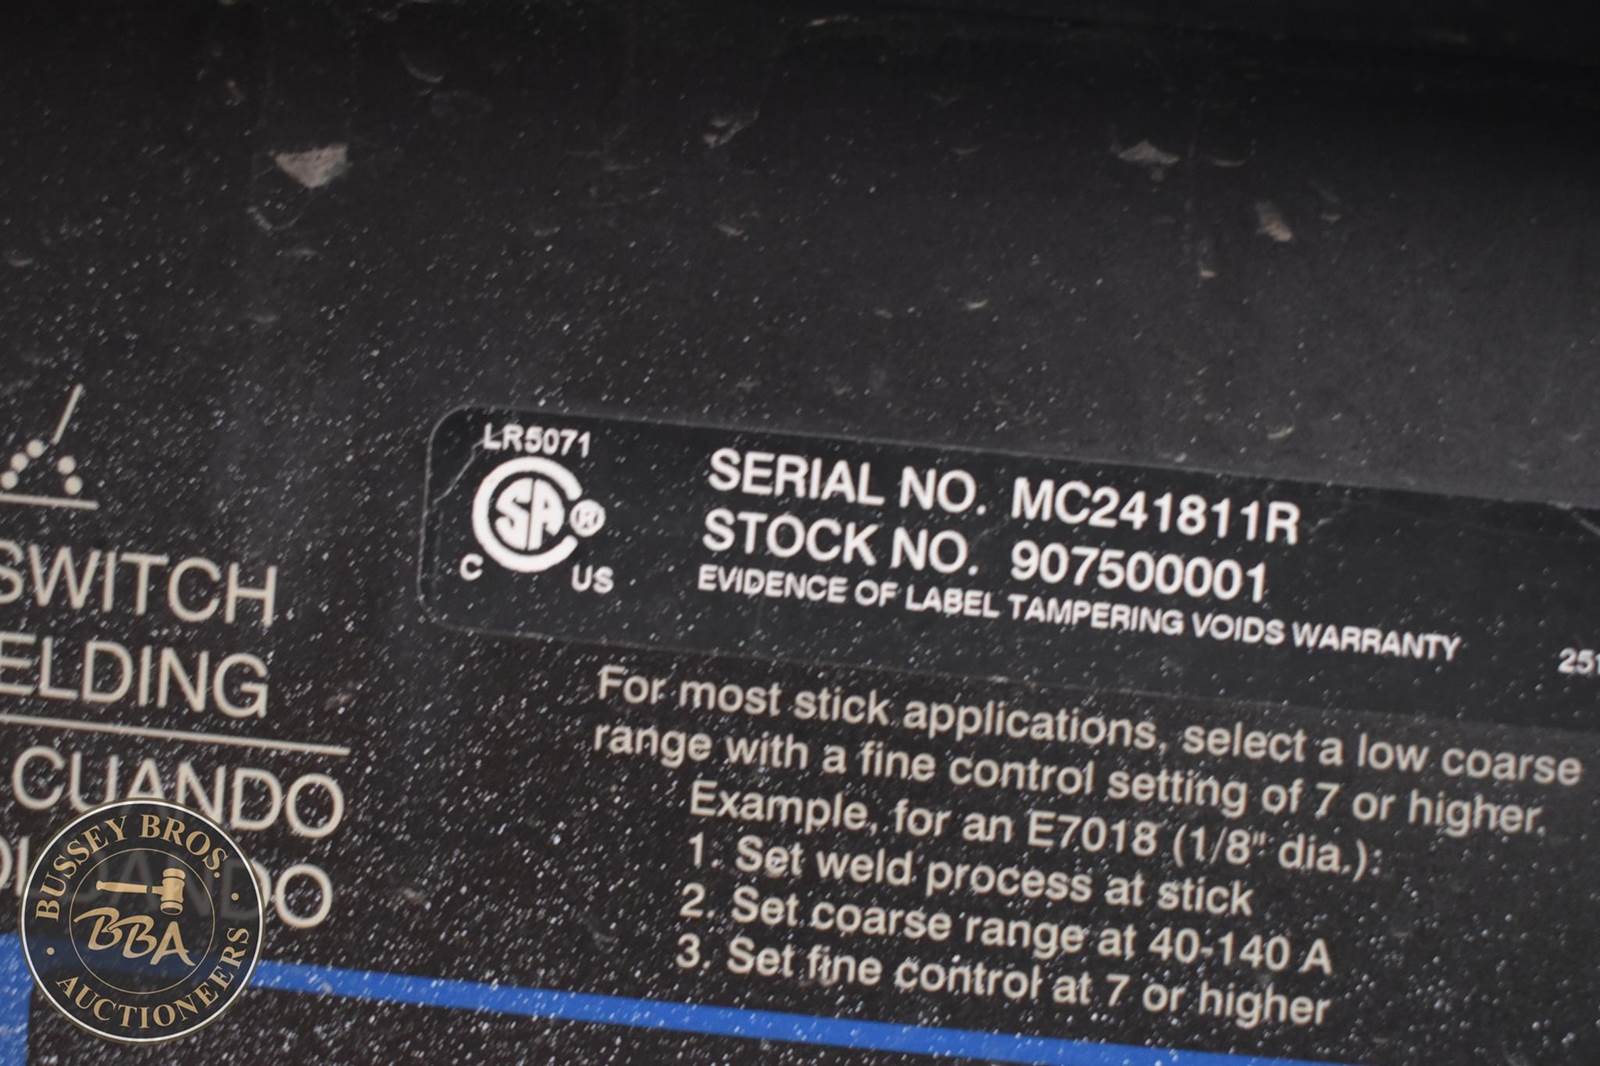 LR5071
SA ®
C US
SERIAL NO. MC241811R
STOCK NO. 907500001
EVIDENCE OF LABEL TAMPERING VOIDS WARRANTY
251
SWITCH
ELDING
CUANDO
For most stick applications, select a low coarse
range with a fine control setting of 7 or higher.
Example, for an E7018 (1/8" dia.):
1. Set weld process at stick
2. Set coarse range at 40-140 A
3. Set fine control at 7 or higher
BUSSEY BROS.
BBA
AUCTIONEERS